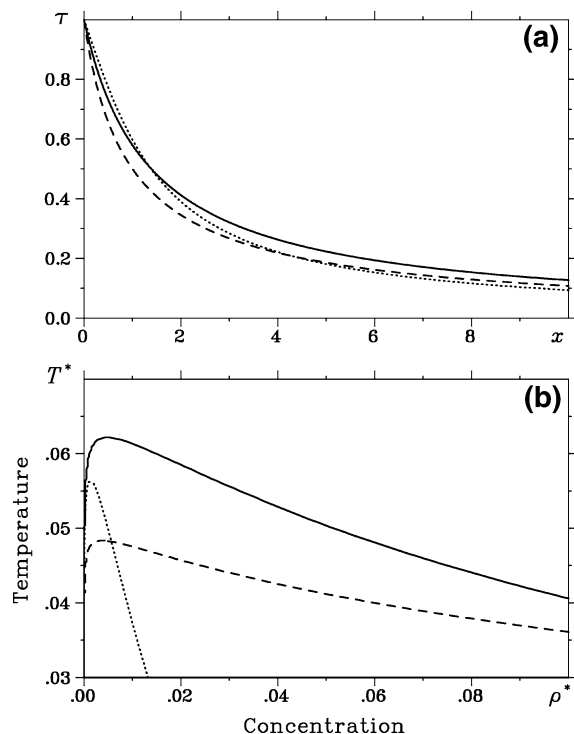 τ
(a)
0.8
0.6
0.4
0.2
0.0
0 2 4 6 8 x
T*
(b)
.06
.05
.04
.03
Temperature
.00 .02 .04 .06 .08 ρ*
Concentration